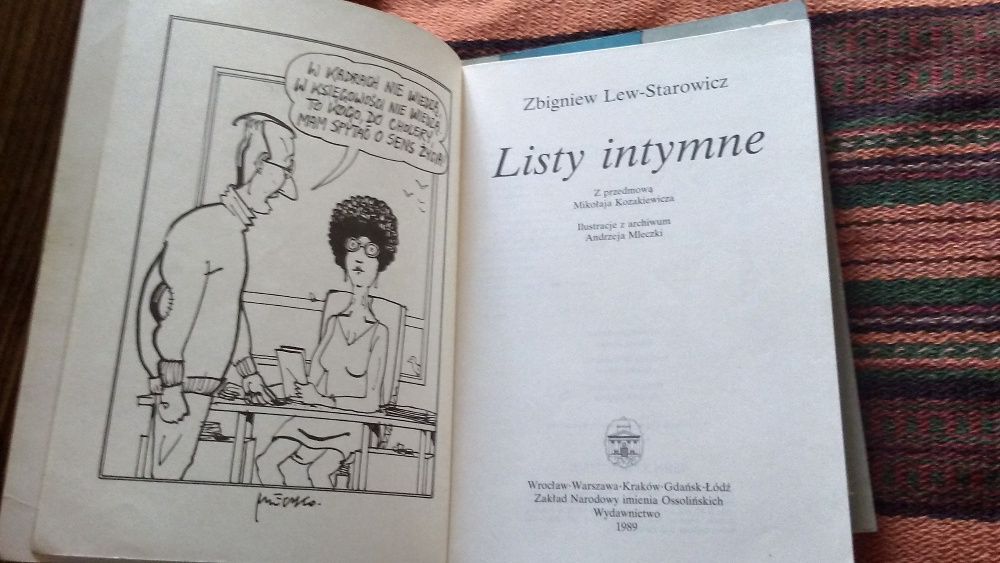 W KADRACH NIE WIEDZĄ,
W KSIĘGOWOŚCI NIE WIEDZĄ.
TO KOGO, DO CHOLERY,
MAM SPYTAĆ O SENS ŻYCIA
Zbigniew Lew-Starowicz
Listy intymne
Z przedmową
Mikołaja Kozakiewicza
Ilustracje z archiwum
Andrzeja Mleczki
Wrocław·Warszawa·Kraków·Gdańsk·Łódź
Zakład Narodowy imienia Ossolińskich
Wydawnictwo
1989